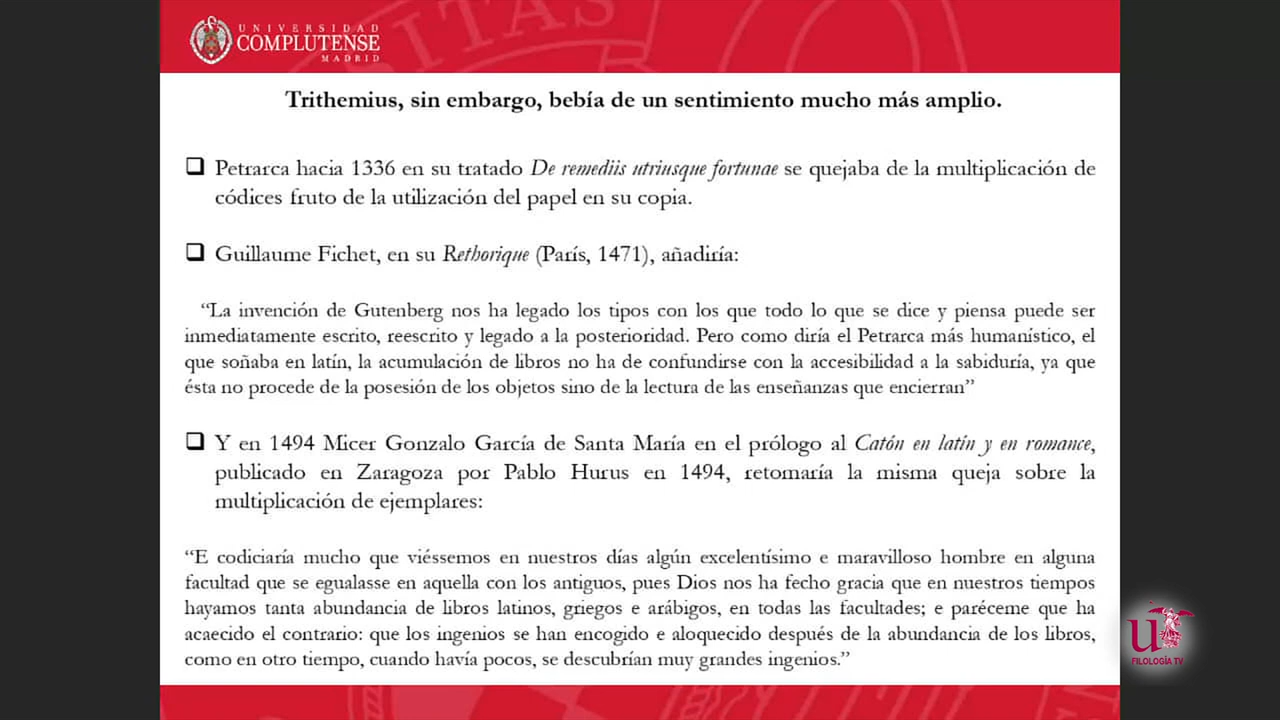 UNIVERSIDAD
COMPLUTENSE
MADRID
Trithemius, sin embargo, bebía de un sentimiento mucho más amplio.
Petrarca hacia 1336 en su tratado De remediis utriusque fortunae se quejaba de la multiplicación de
códices fruto de la utilización del papel en su copia.
Guillaume Fichet, en su Rethorique (París, 1471), añadiría:
“La invención de Gutenberg nos ha legado los tipos con los que todo lo que se dice y piensa puede ser
inmediatamente escrito, reescrito y legado a la posterioridad. Pero como diría el Petrarca más humanístico, el
que soñaba en latín, la acumulación de libros no ha de confundirse con la accesibilidad a la sabiduría, ya que
ésta no procede de la posesión de los objetos sino de la lectura de las enseñanzas que encierran”
Y en 1494 Micer Gonzalo García de Santa María en el prólogo al Catón en latín y en romance,
publicado en Zaragoza por Pablo Hurus en 1494, retomaría la misma queja sobre la
multiplicación de ejemplares:
“E codiciaría mucho que viéssemos en nuestros días algún excelentísimo e maravilloso hombre en alguna
facultad que se egualasse en aquella con los antiguos, pues Dios nos ha fecho gracia que en nuestros tiempos
hayamos tanta abundancia de libros latinos, griegos e arábigos, en todas las facultades; e paréceme que ha
acaecido el contrario: que los ingenios se han encogido e aloquecido después de la abundancia de los libros,
como en otro tiempo, cuando havía pocos, se descubrían muy grandes ingenios.”
u
FILOLOGÍA TV